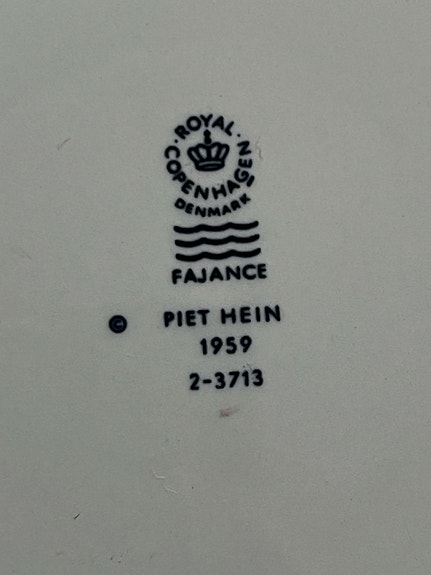 ROYAL
COPENHAGEN
DENMARK
FAJANCE
© PIET HEIN
1959
2-3713